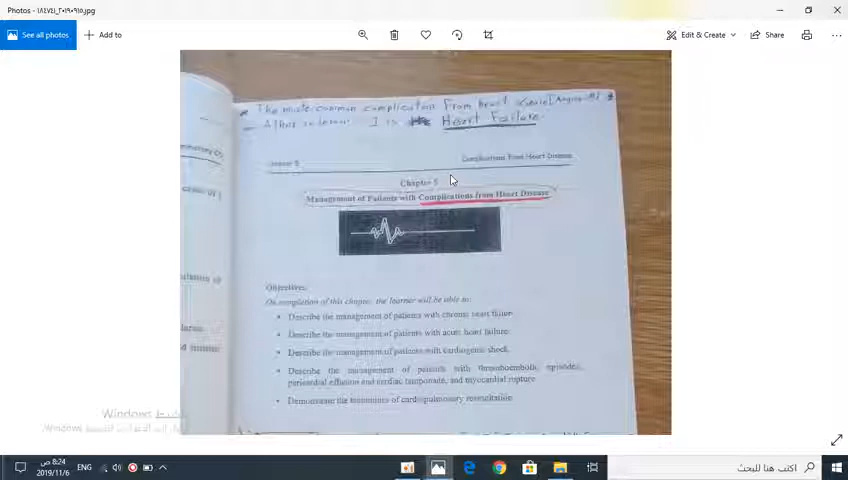 Photos - ١٨٤٧٤١_٢٠١٩٠٩١٥.jpg
See all photos
Add to
Edit & Create
Share
The most common complication From heart
Heart Failure
Complications From Heart Disease
Chapter 5
Management of Patients with Complications from Heart Disease
Objectives:
On completion of this chapter, the learner will be able to:
• Describe the management of patients with chronic heart failure.
• Describe the management of patients with acute heart failure.
• Describe the management of patients with cardiogenic shock.
• Describe the management of patients with thromboembolic episodes,
pericardial effusion and cardiac tamponade, and myocardial rupture
• Demonstrate the techniques of cardiopulmonary resuscitation
تنشيط Windows
ENG
8:24 ص
2019/11/6
اكتب هنا للبحث